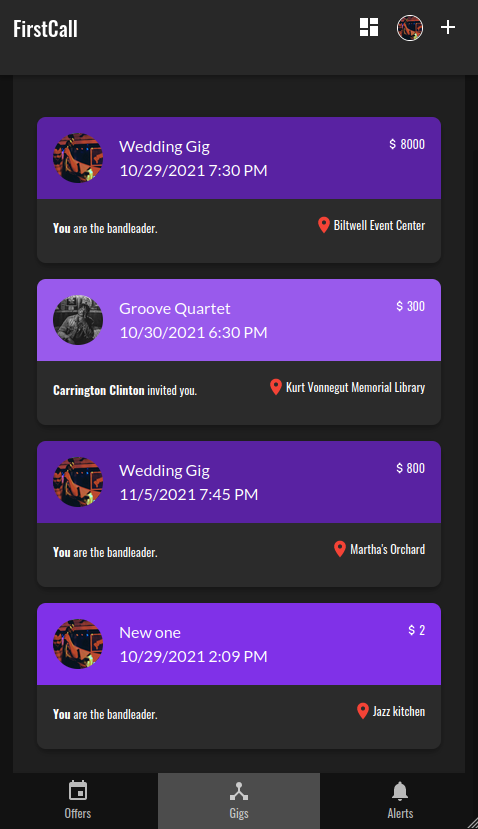 FirstCall
Wedding Gig
$ 8000
10/29/2021 7:30 PM
You are the bandleader.
Biltwell Event Center
Groove Quartet
$ 300
10/30/2021 6:30 PM
Carrington Clinton invited you.
Kurt Vonnegut Memorial Library
Wedding Gig
$ 800
11/5/2021 7:45 PM
You are the bandleader.
Martha's Orchard
New one
$ 2
10/29/2021 2:09 PM
You are the bandleader.
Jazz kitchen
Offers
Gigs
Alerts